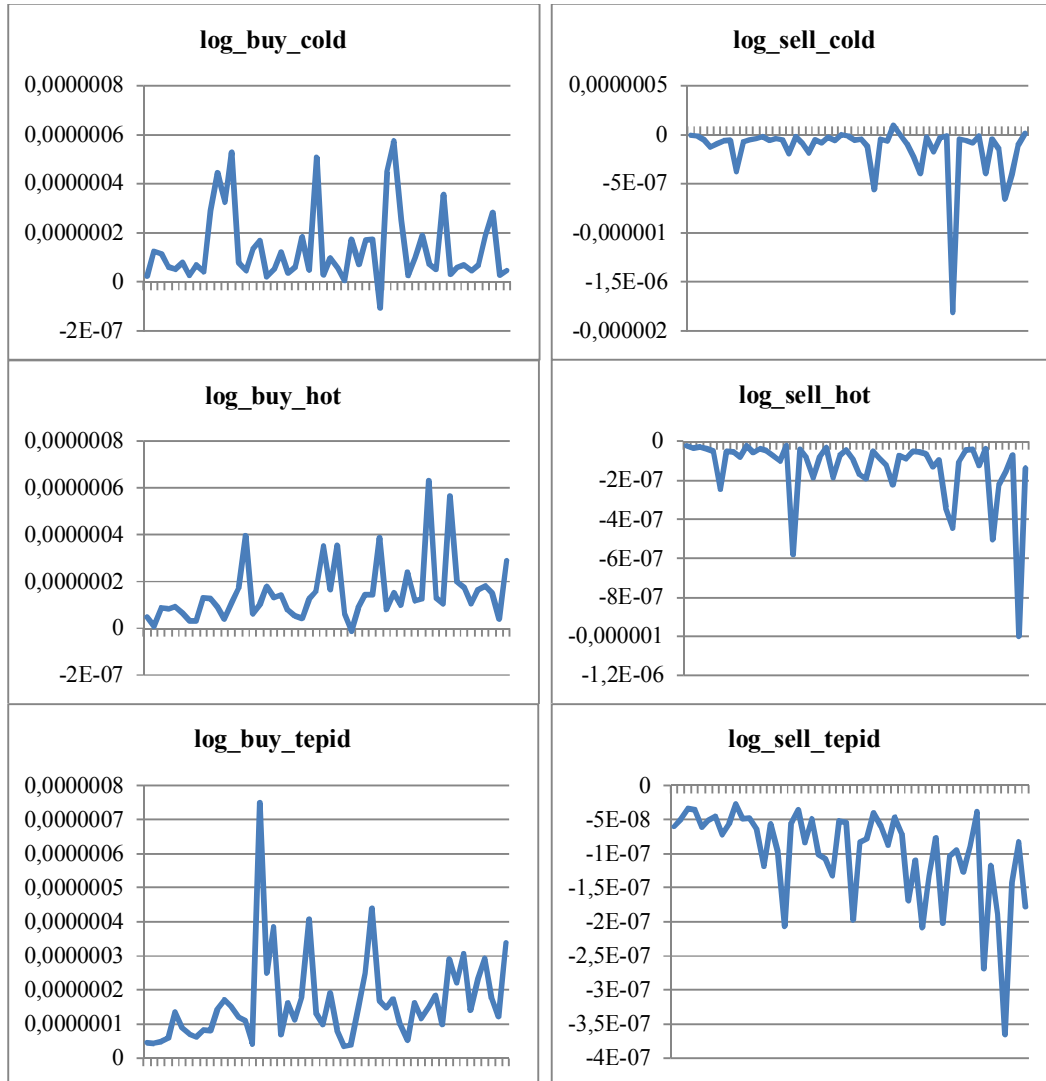 log_buy_cold
0,0000008
0,0000006
0,0000004
0,0000002
0
-2E-07
log_sell_cold
0,0000005
0
-5E-07
-0,000001
-1,5E-06
-0,000002
log_buy_hot
0,0000008
0,0000006
0,0000004
0,0000002
0
-2E-07
log_sell_hot
0
-2E-07
-4E-07
-6E-07
-8E-07
-0,000001
-1,2E-06
log_buy_tepid
0,0000008
0,0000007
0,0000006
0,0000005
0,0000004
0,0000003
0,0000002
0,0000001
0
log_sell_tepid
0
-5E-08
-1E-07
-1,5E-07
-2E-07
-2,5E-07
-3E-07
-3,5E-07
-4E-07